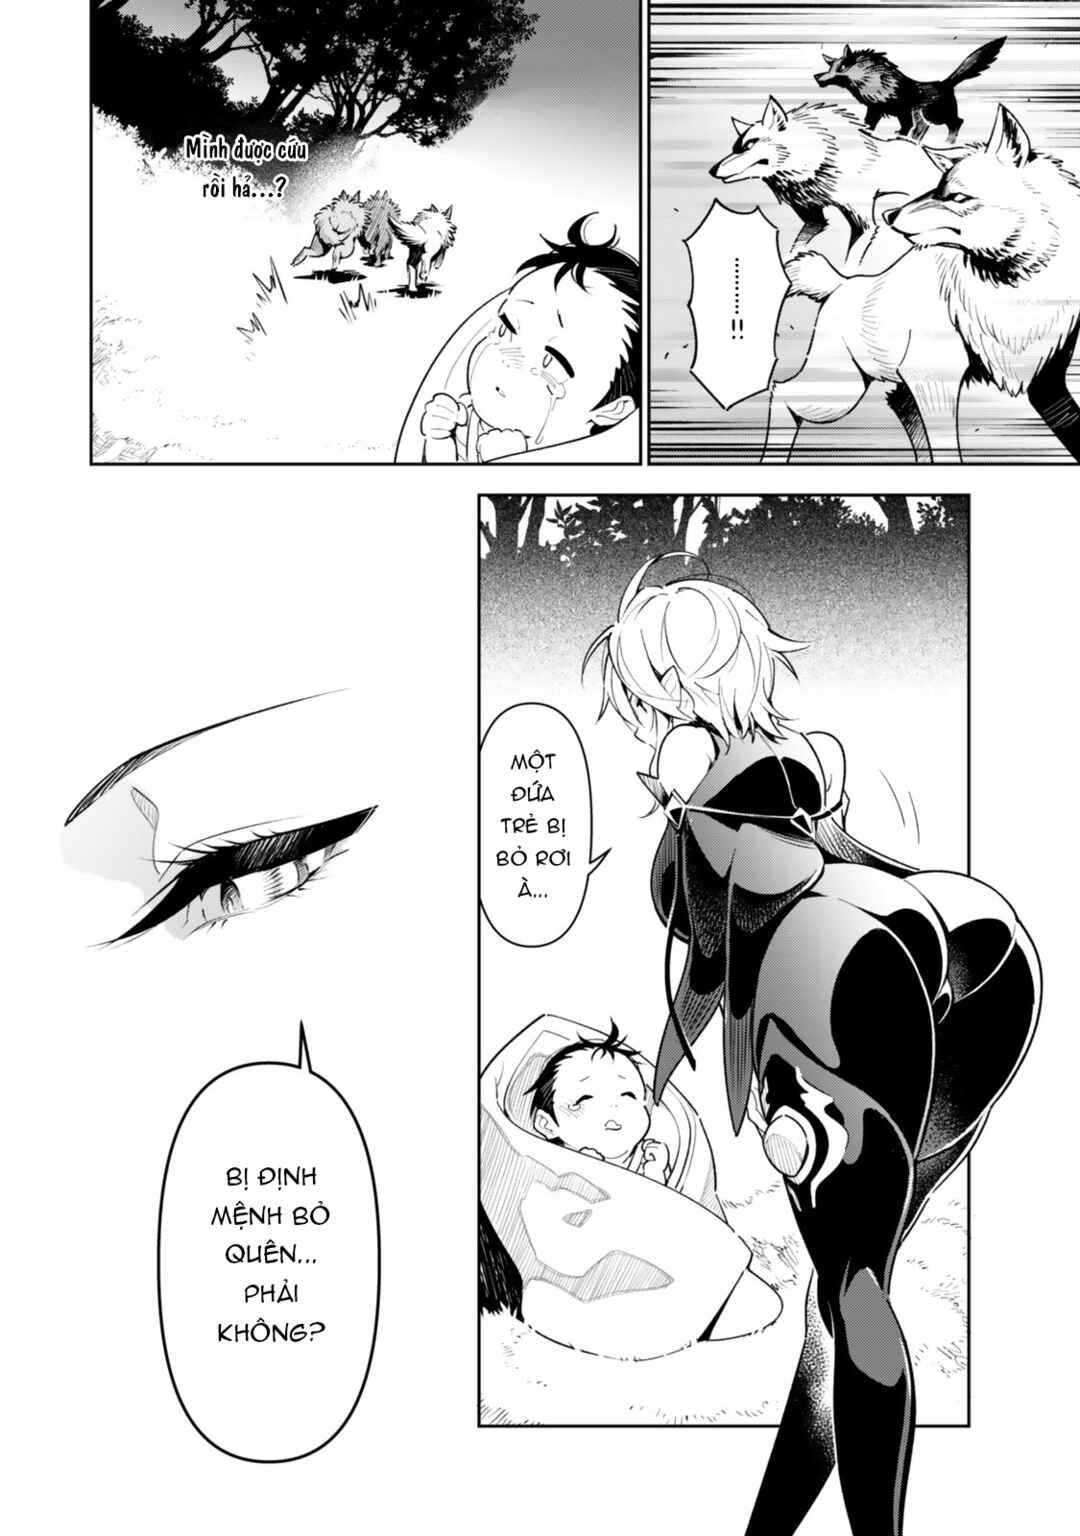 .......!!
Mình được cứu
rồi hả...?
MỘT
ĐỨA
TRẺ BỊ
BỎ RƠI
À...
BỊ ĐỊNH
MỆNH BỎ
QUÊN...
PHẢI
KHÔNG?